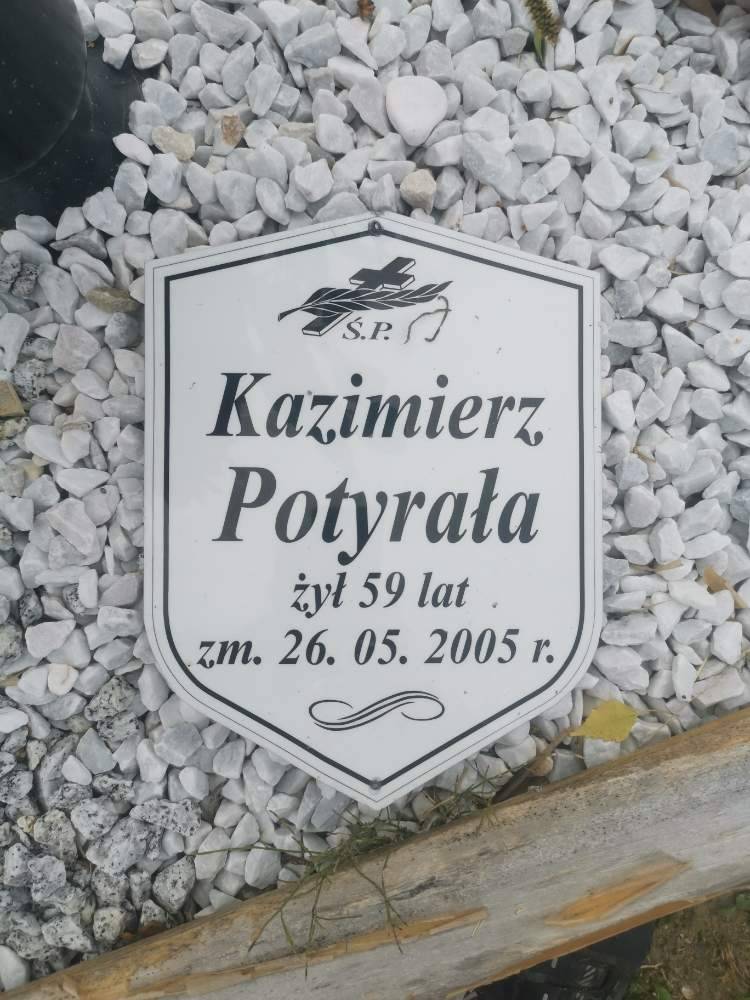 Ś.P.
Kazimierz
Potyrała
żył 59 lat
zm. 26. 05. 2005 r.